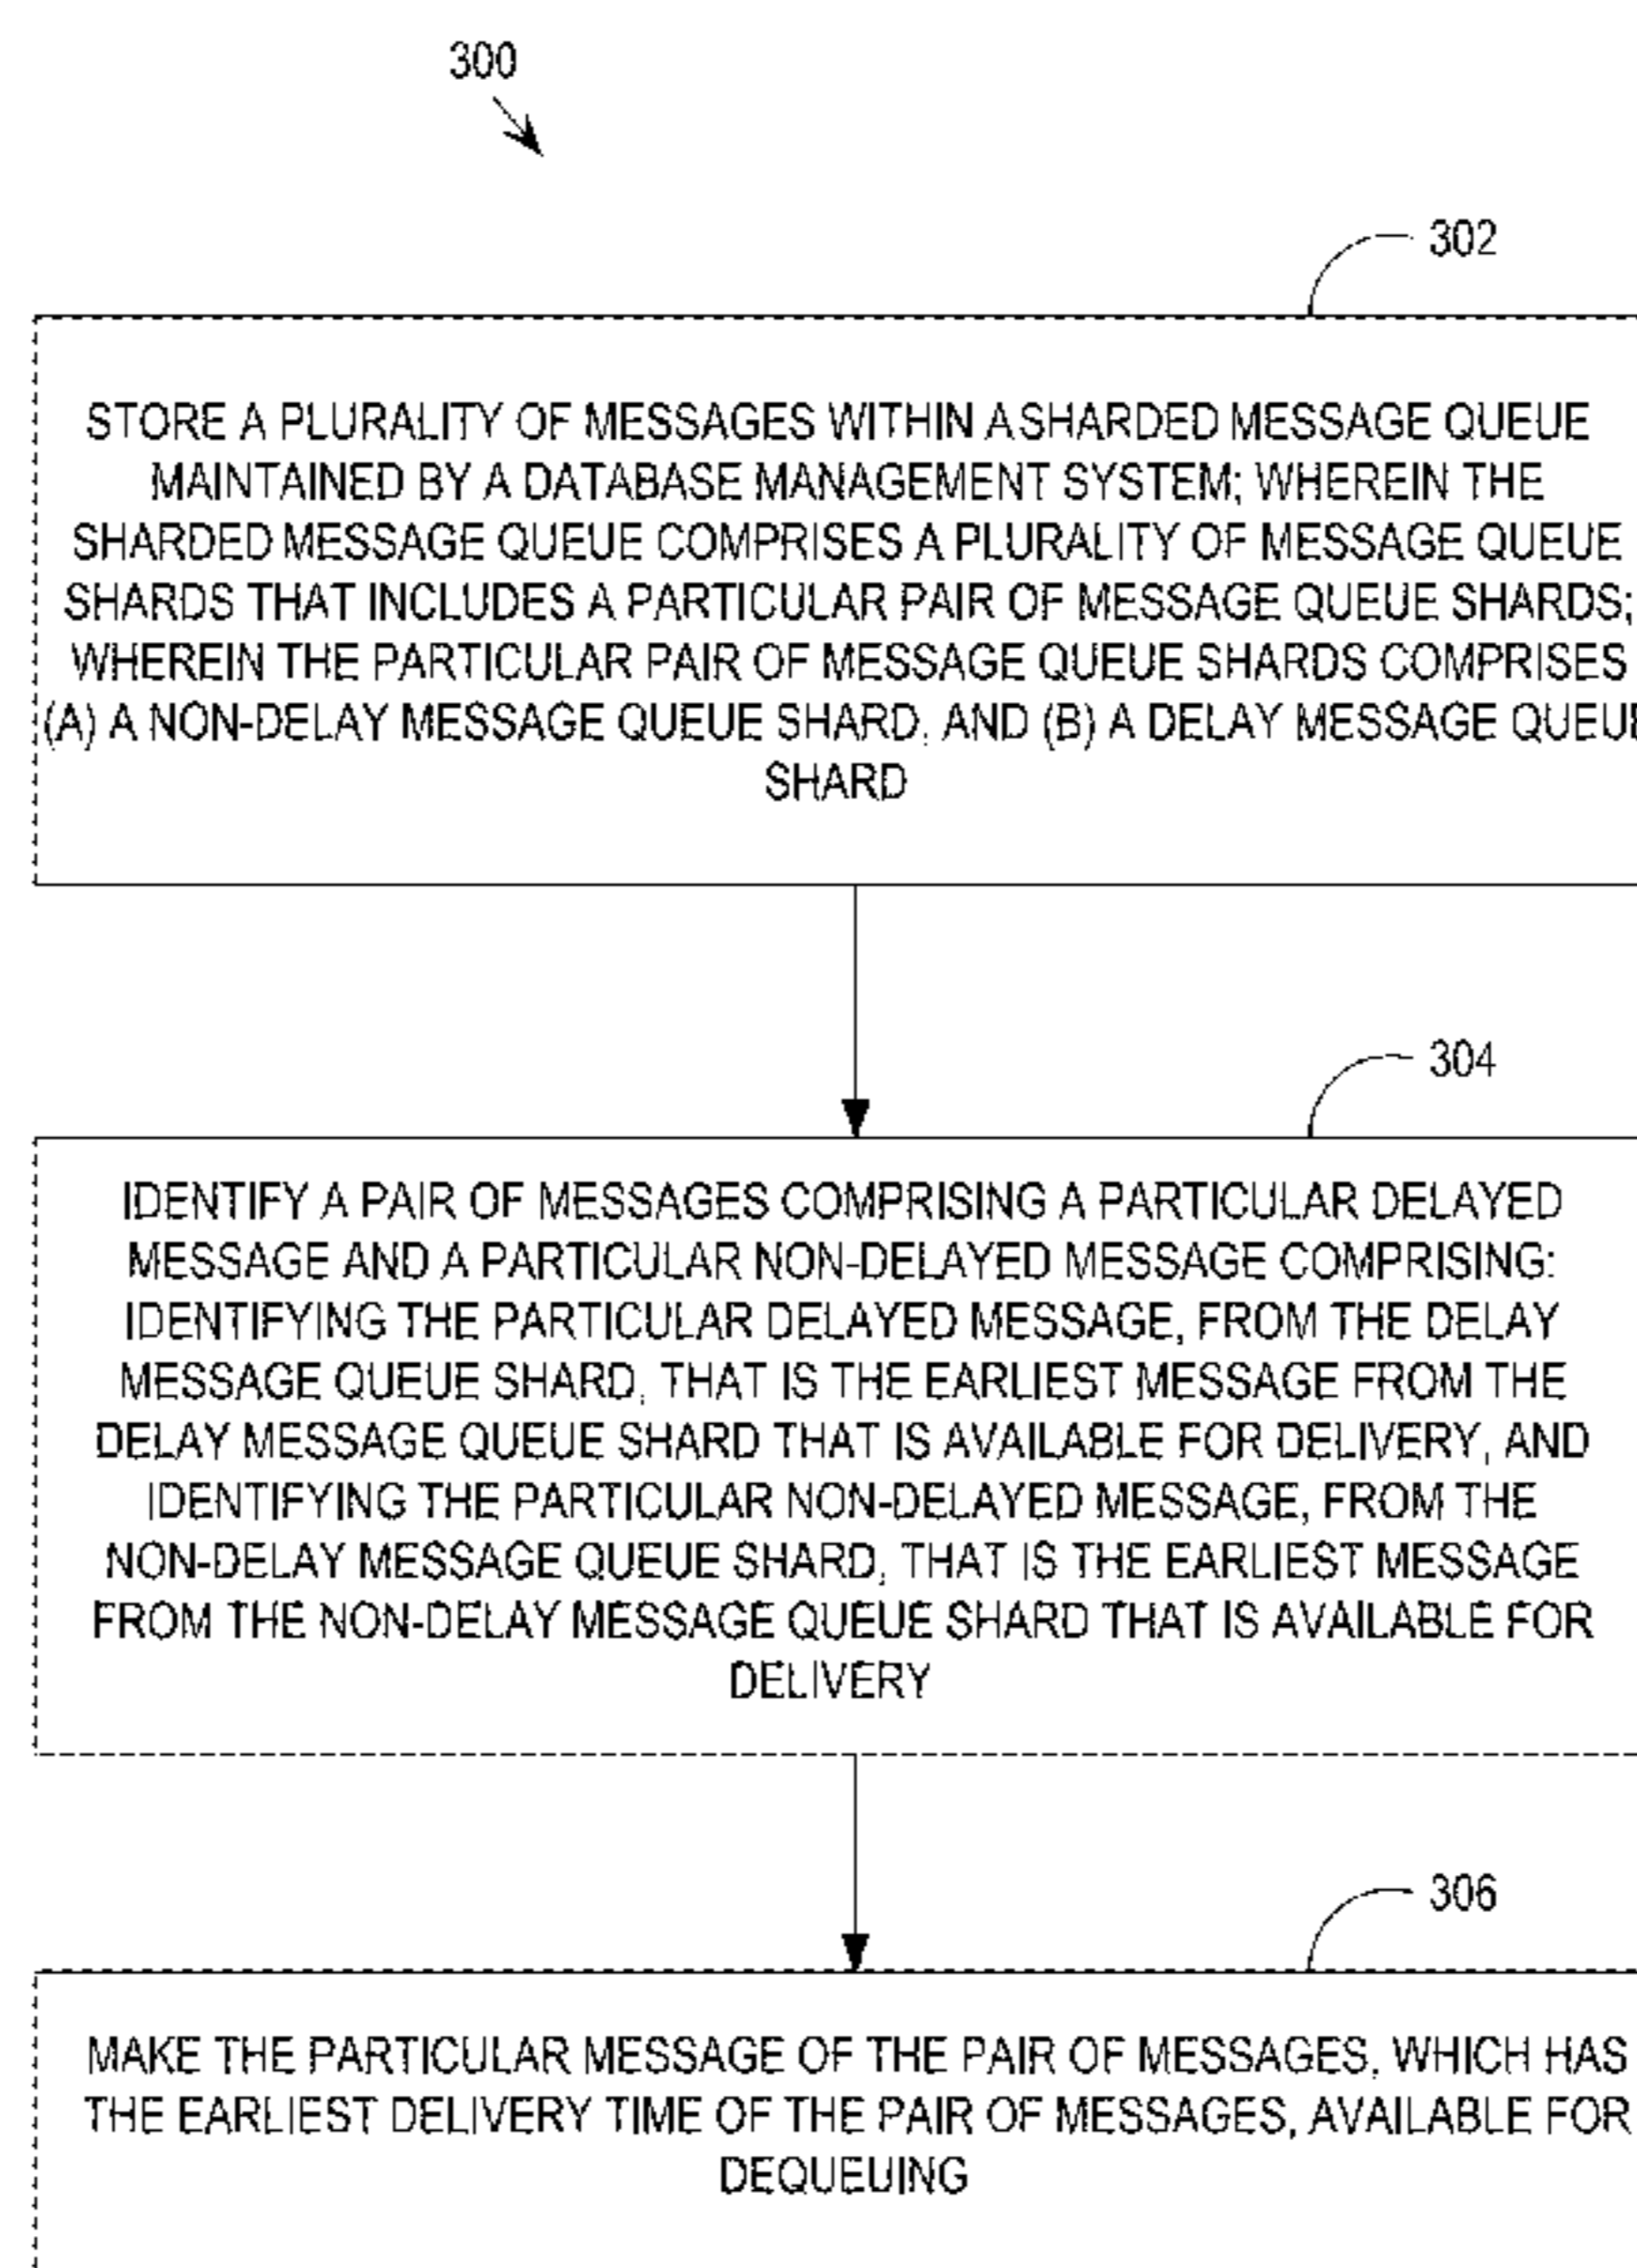 300
302
STORE A PLURALITY OF MESSAGES WITHIN A SHARDED MESSAGE QUEUE
MAINTAINED BY A DATABASE MANAGEMENT SYSTEM; WHEREIN THE
SHARDED MESSAGE QUEUE COMPRISES A PLURALITY OF MESSAGE QUEUE
SHARDS THAT INCLUDES A PARTICULAR PAIR OF MESSAGE QUEUE SHARDS;
WHEREIN THE PARTICULAR PAIR OF MESSAGE QUEUE SHARDS COMPRISES
(A) A NON-DELAY MESSAGE QUEUE SHARD, AND (B) A DELAY MESSAGE QUEUE
SHARD
304
IDENTIFY A PAIR OF MESSAGES COMPRISING A PARTICULAR DELAYED
MESSAGE AND A PARTICULAR NON-DELAYED MESSAGE COMPRISING:
IDENTIFYING THE PARTICULAR DELAYED MESSAGE, FROM THE DELAY
MESSAGE QUEUE SHARD, THAT IS THE EARLIEST MESSAGE FROM THE
DELAY MESSAGE QUEUE SHARD THAT IS AVAILABLE FOR DELIVERY, AND
IDENTIFYING THE PARTICULAR NON-DELAYED MESSAGE, FROM THE
NON-DELAY MESSAGE QUEUE SHARD, THAT IS THE EARLIEST MESSAGE
FROM THE NON-DELAY MESSAGE QUEUE SHARD THAT IS AVAILABLE FOR
DELIVERY
306
MAKE THE PARTICULAR MESSAGE OF THE PAIR OF MESSAGES, WHICH HAS
THE EARLIEST DELIVERY TIME OF THE PAIR OF MESSAGES, AVAILABLE FOR
DEQUEUING